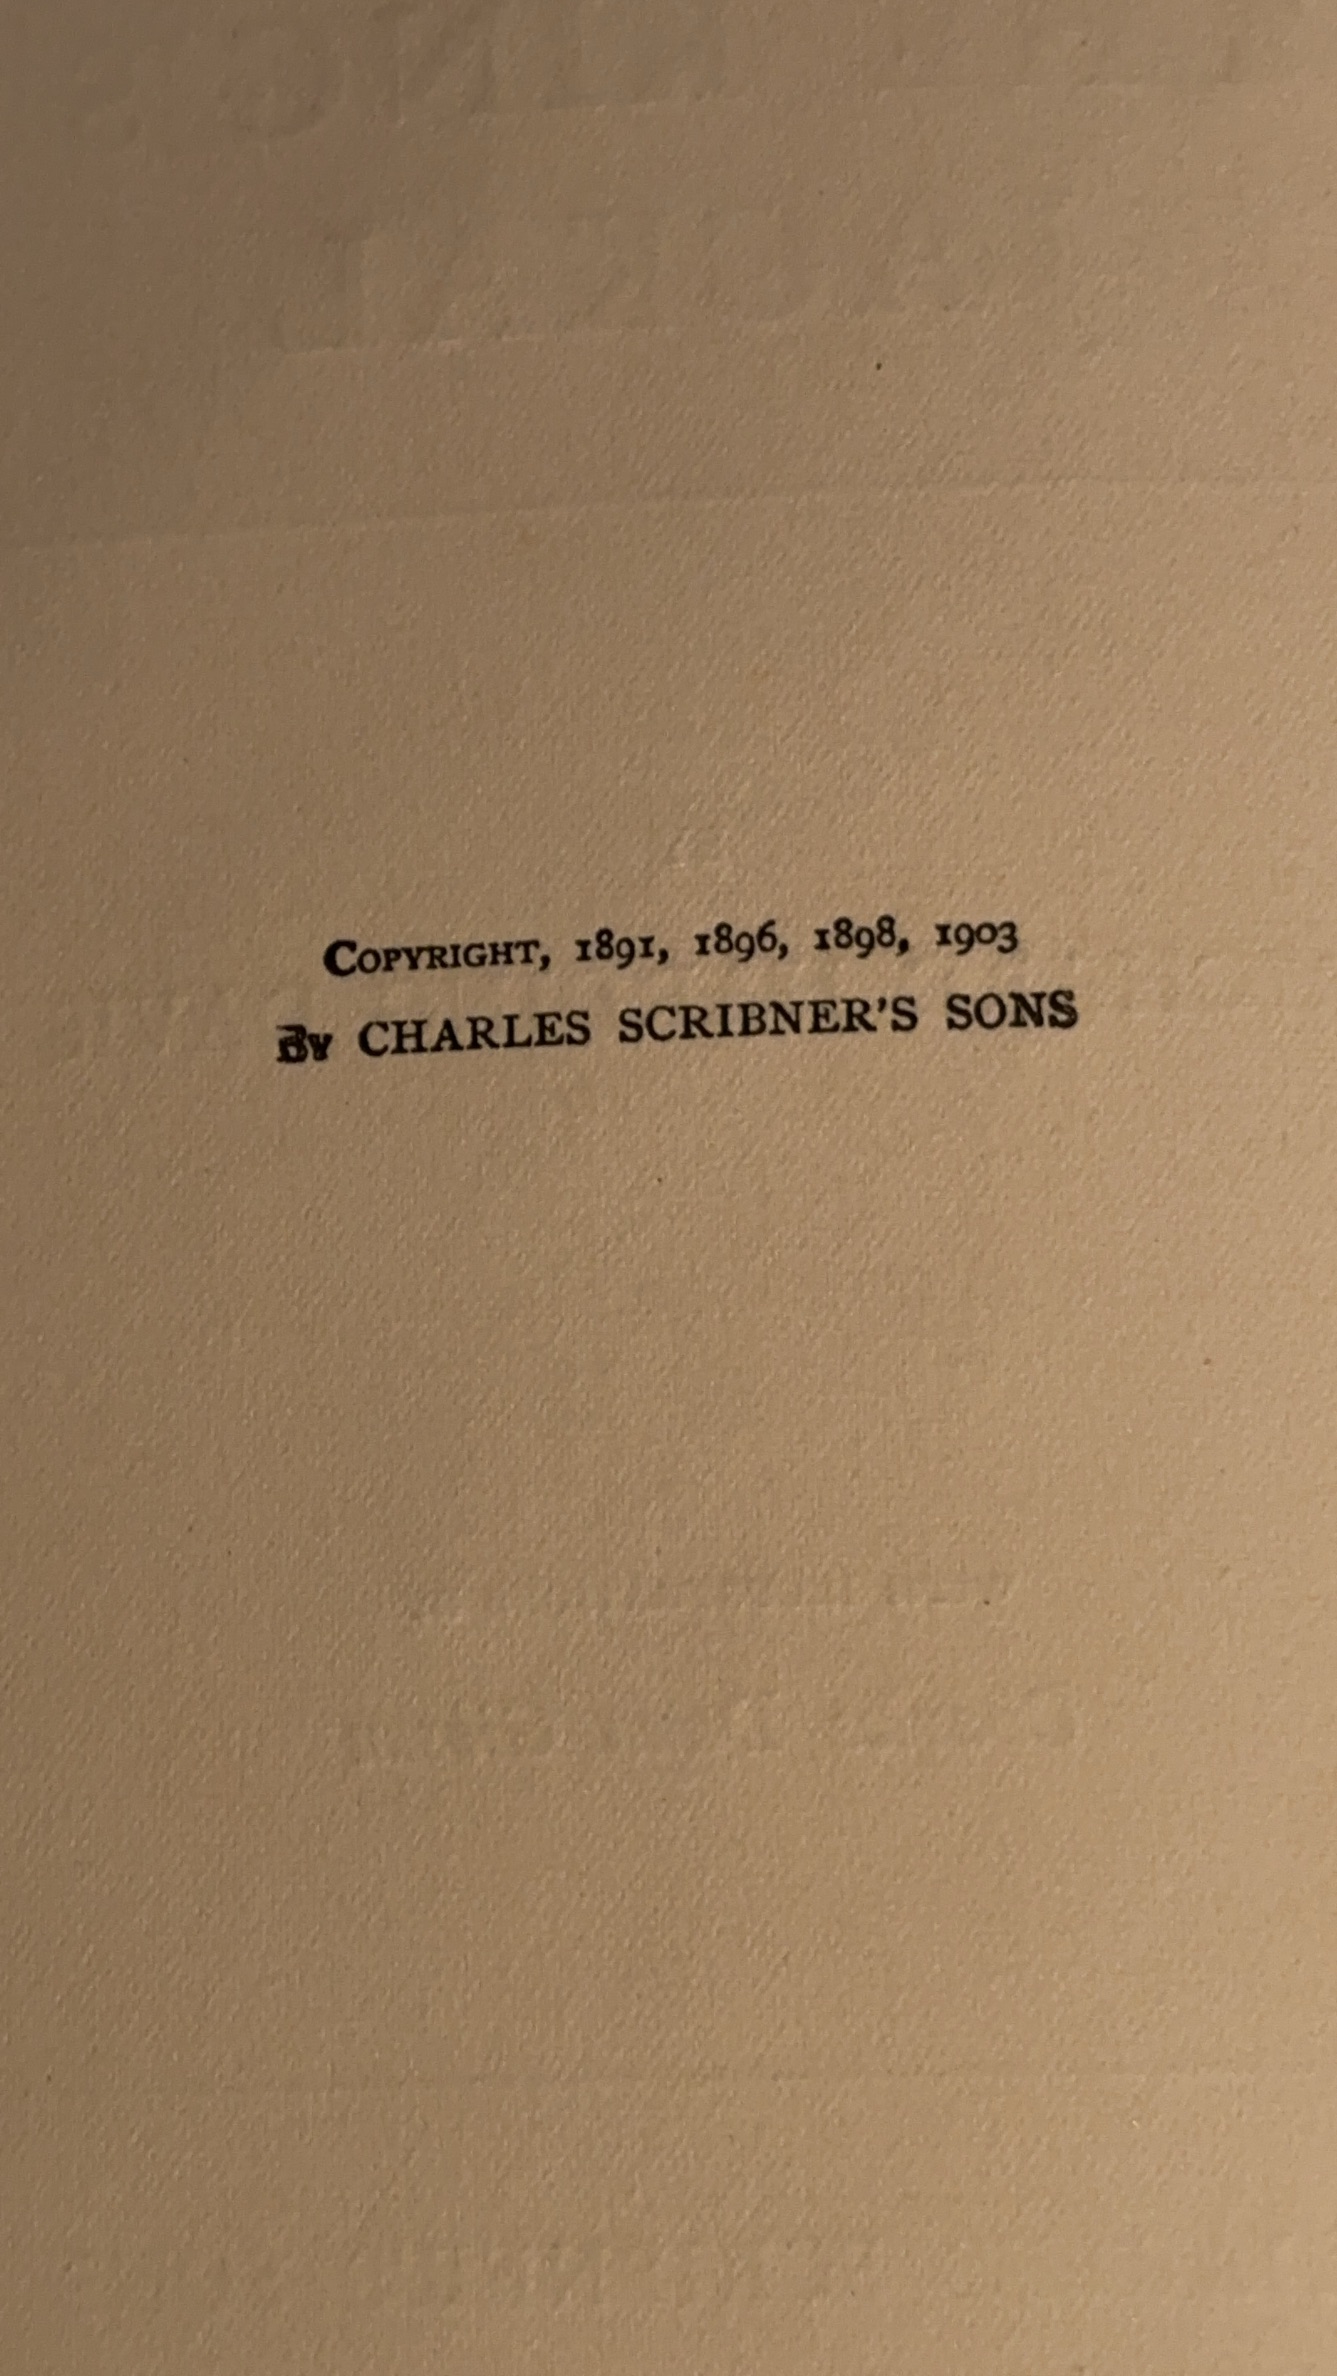 COPYRIGHT, 1891, 1896, 1898, 1903
By CHARLES SCRIBNER'S SONS